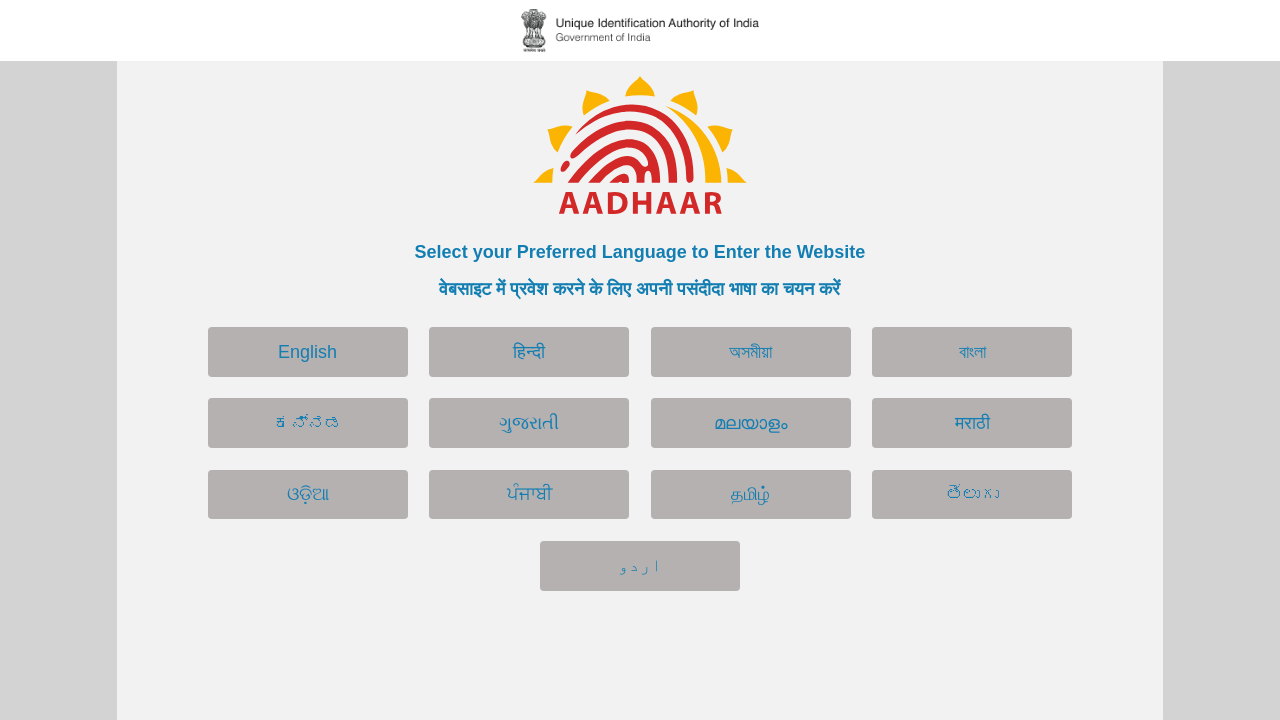 Unique Identification Authority of India
Government of India
AADHAAR
Select your Preferred Language to Enter the Website
वेबसाइट में प्रवेश करने के लिए अपनी पसंदीदा भाषा का चयन करें
English
हिन्दी
অসমীয়া
বাংলা
ಕನ್ನಡ
ગુજરાતી
മലയാളം
मराठी
ଓଡ଼ିଆ
ਪੰਜਾਬੀ
தமிழ்
తెలుగు
اردو